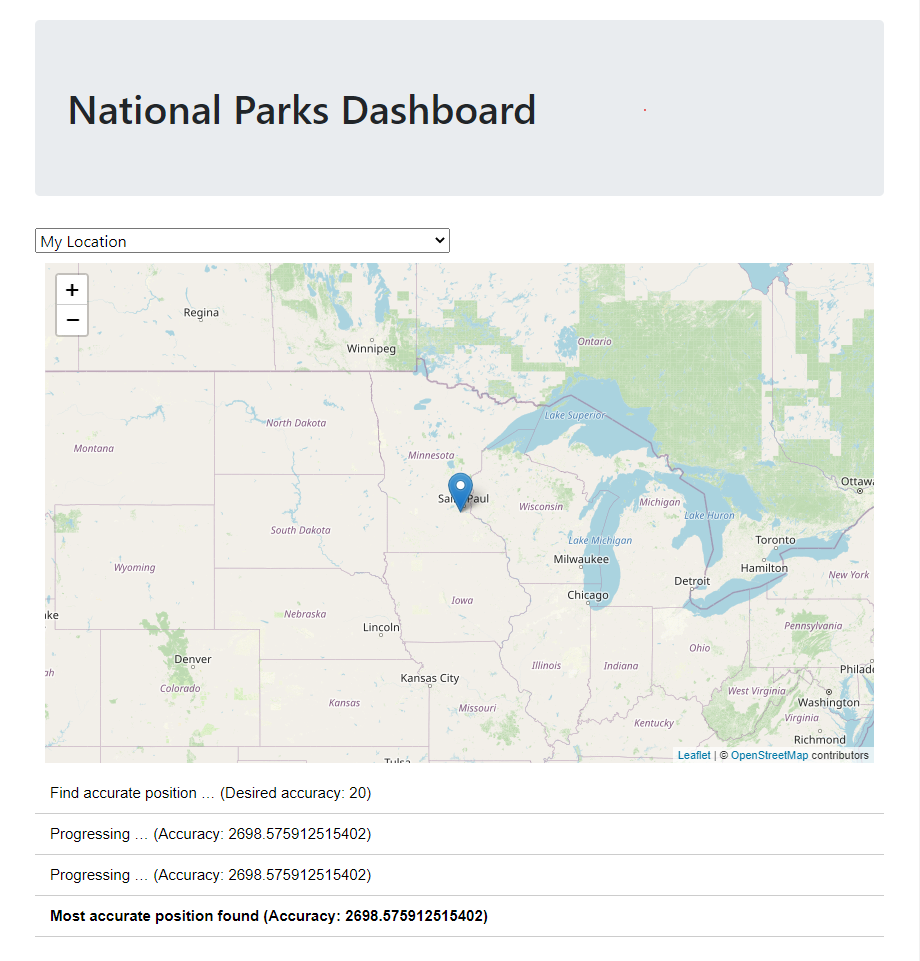 National Parks Dashboard
My Location
+
−
Regina
Winnipeg
Ontario
Lake Superior
North Dakota
Montana
Minnesota
Ottawa
Saint Paul
Wisconsin
Michigan
Lake Huron
South Dakota
Lake Michigan
Toronto
Milwaukee
Wyoming
Hamilton
New York
Detroit
Chicago
Iowa
ke
Nebraska
Lincoln
Pennsylvania
Ohio
Denver
Illinois
Indiana
Philad
ah
Kansas City
Colorado
West Virginia
Kansas
Missouri
Washington
Virginia
Kentucky
Richmond
Tulsa
Leaflet | © OpenStreetMap contributors
Find accurate position … (Desired accuracy: 20)
Progressing … (Accuracy: 2698.575912515402)
Progressing … (Accuracy: 2698.575912515402)
Most accurate position found (Accuracy: 2698.575912515402)